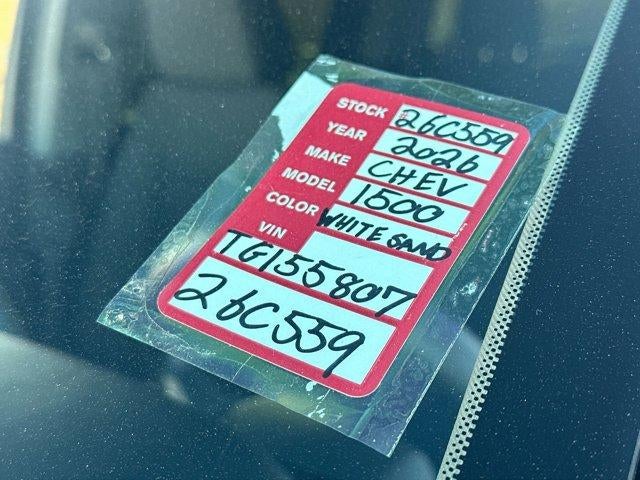 STOCK 26C559
YEAR 2026
MAKE CHEV
MODEL 1500
COLOR WHITE SAND
VIN
TG155807
26C559